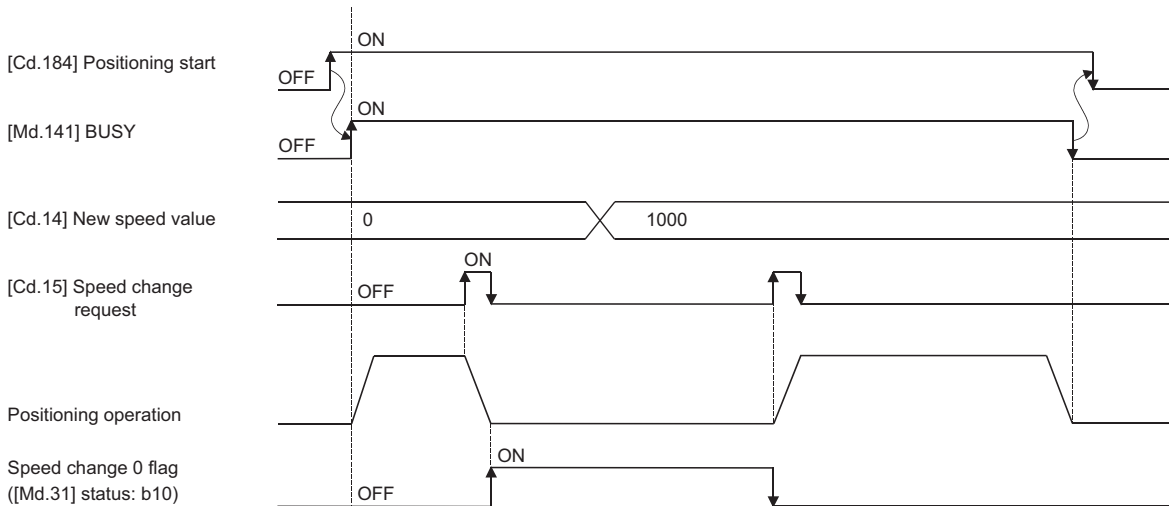 ON
[Cd.184] Positioning start
OFF
ON
[Md.141] BUSY
OFF
[Cd.14] New speed value
0
1000
ON
[Cd.15] Speed change
request
OFF
Positioning operation
ON
Speed change 0 flag
([Md.31] status: b10)
OFF